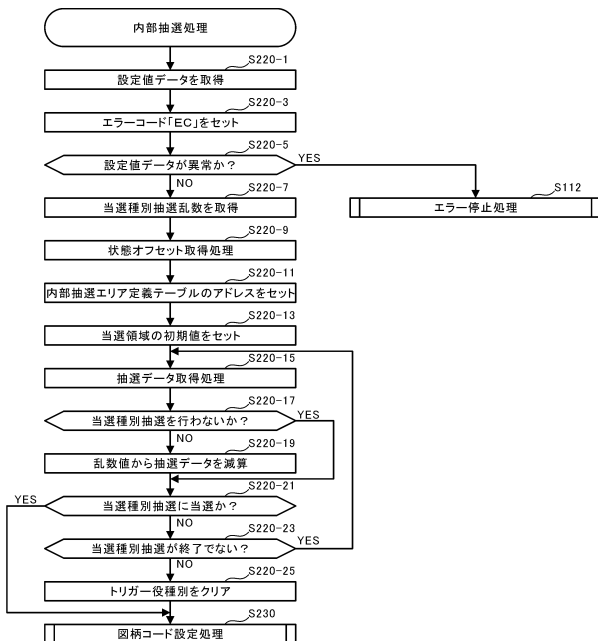 内部抽選処理
S220-1
設定値データを取得
S220-3
エラーコード「EC」をセット
S220-5
設定値データが異常か？
YES
NO
S220-7
当選種別抽選乱数を取得
S112
エラー停止処理
S220-9
状態オフセット取得処理
S220-11
内部抽選エリア定義テーブルのアドレスをセット
S220-13
当選領域の初期値をセット
S220-15
抽選データ取得処理
S220-17
当選種別抽選を行わないか？
YES
NO
S220-19
乱数値から抽選データを減算
S220-21
YES
当選種別抽選に当選か？
NO
S220-23
当選種別抽選が終了でない？
YES
NO
S220-25
トリガー役種別をクリア
S230
図柄コード設定処理